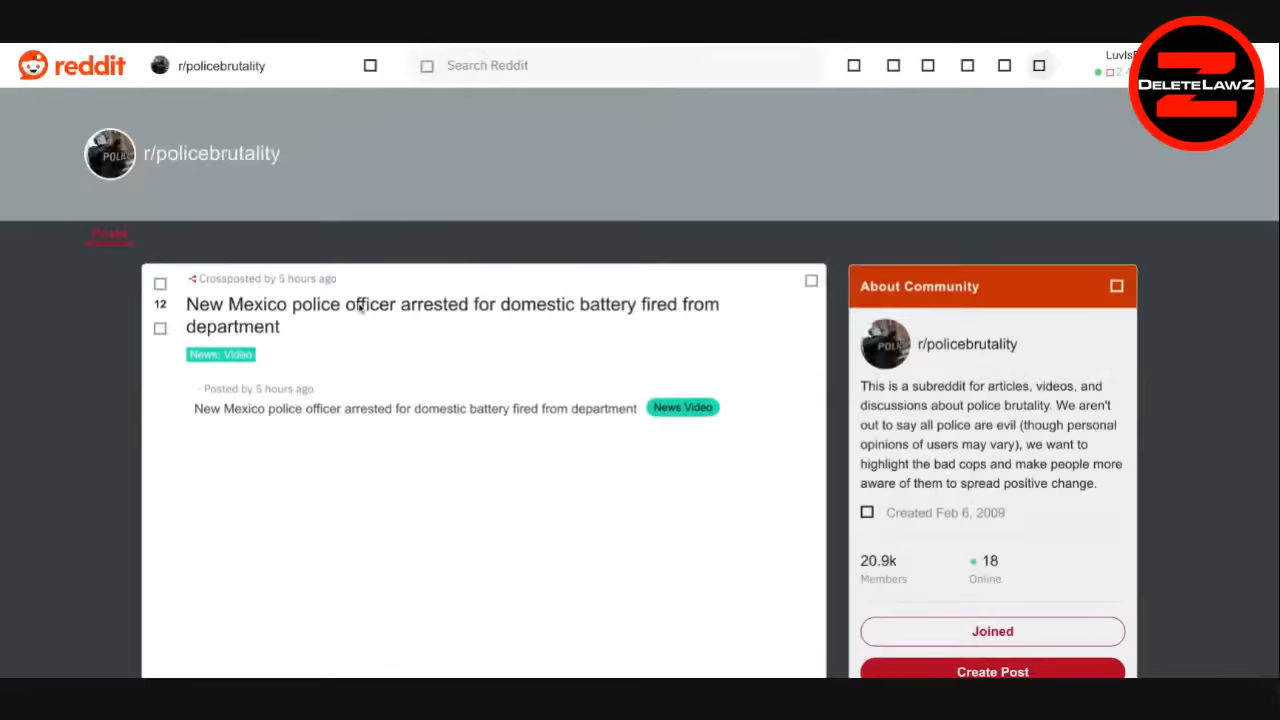 reddit r/policebrutality Search Reddit
DELETELAWZ
r/policebrutality
Crossposted by 5 hours ago
12
New Mexico police officer arrested for domestic battery fired from
department
News: Video
· Posted by 5 hours ago
New Mexico police officer arrested for domestic battery fired from department News Video
About Community
r/policebrutality
This is a subreddit for articles, videos, and
discussions about police brutality. We aren't
out to say all police are evil (though personal
opinions of users may vary), we want to
highlight the bad cops and make people more
aware of them to spread positive change.
Created Feb 6, 2009
20.9k 18
Members Online
Joined
Create Post